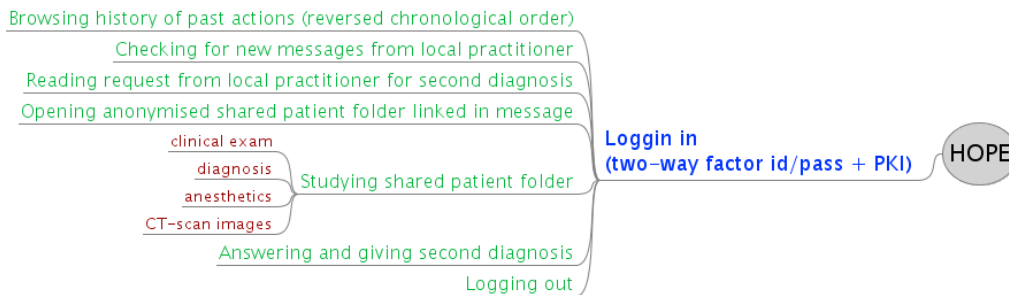 Browsing history of past actions (reversed chronological order)
Checking for new messages from local practitioner
Reading request from local practitioner for second diagnosis
Opening anonymised shared patient folder linked in message
clinical exam
diagnosis
anesthetics
CT-scan images
Studying shared patient folder
Answering and giving second diagnosis
Logging out
Loggin in
(two-way factor id/pass + PKI)
HOPE